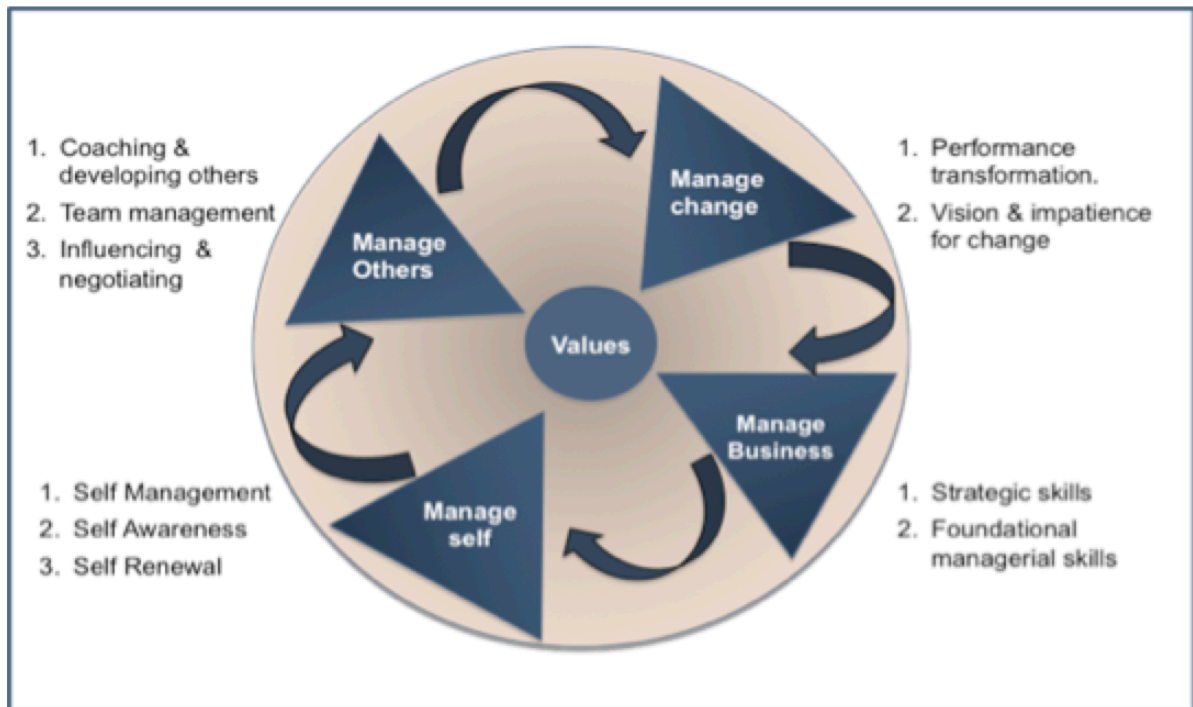 1. Coaching &
developing others
2. Team management
3. Influencing &
negotiating
Manage
Others
Manage
change
1. Performance
transformation.
2. Vision & impatience
for change
Values
1. Self Management
2. Self Awareness
3. Self Renewal
Manage
self
Manage
Business
1. Strategic skills
2. Foundational
managerial skills